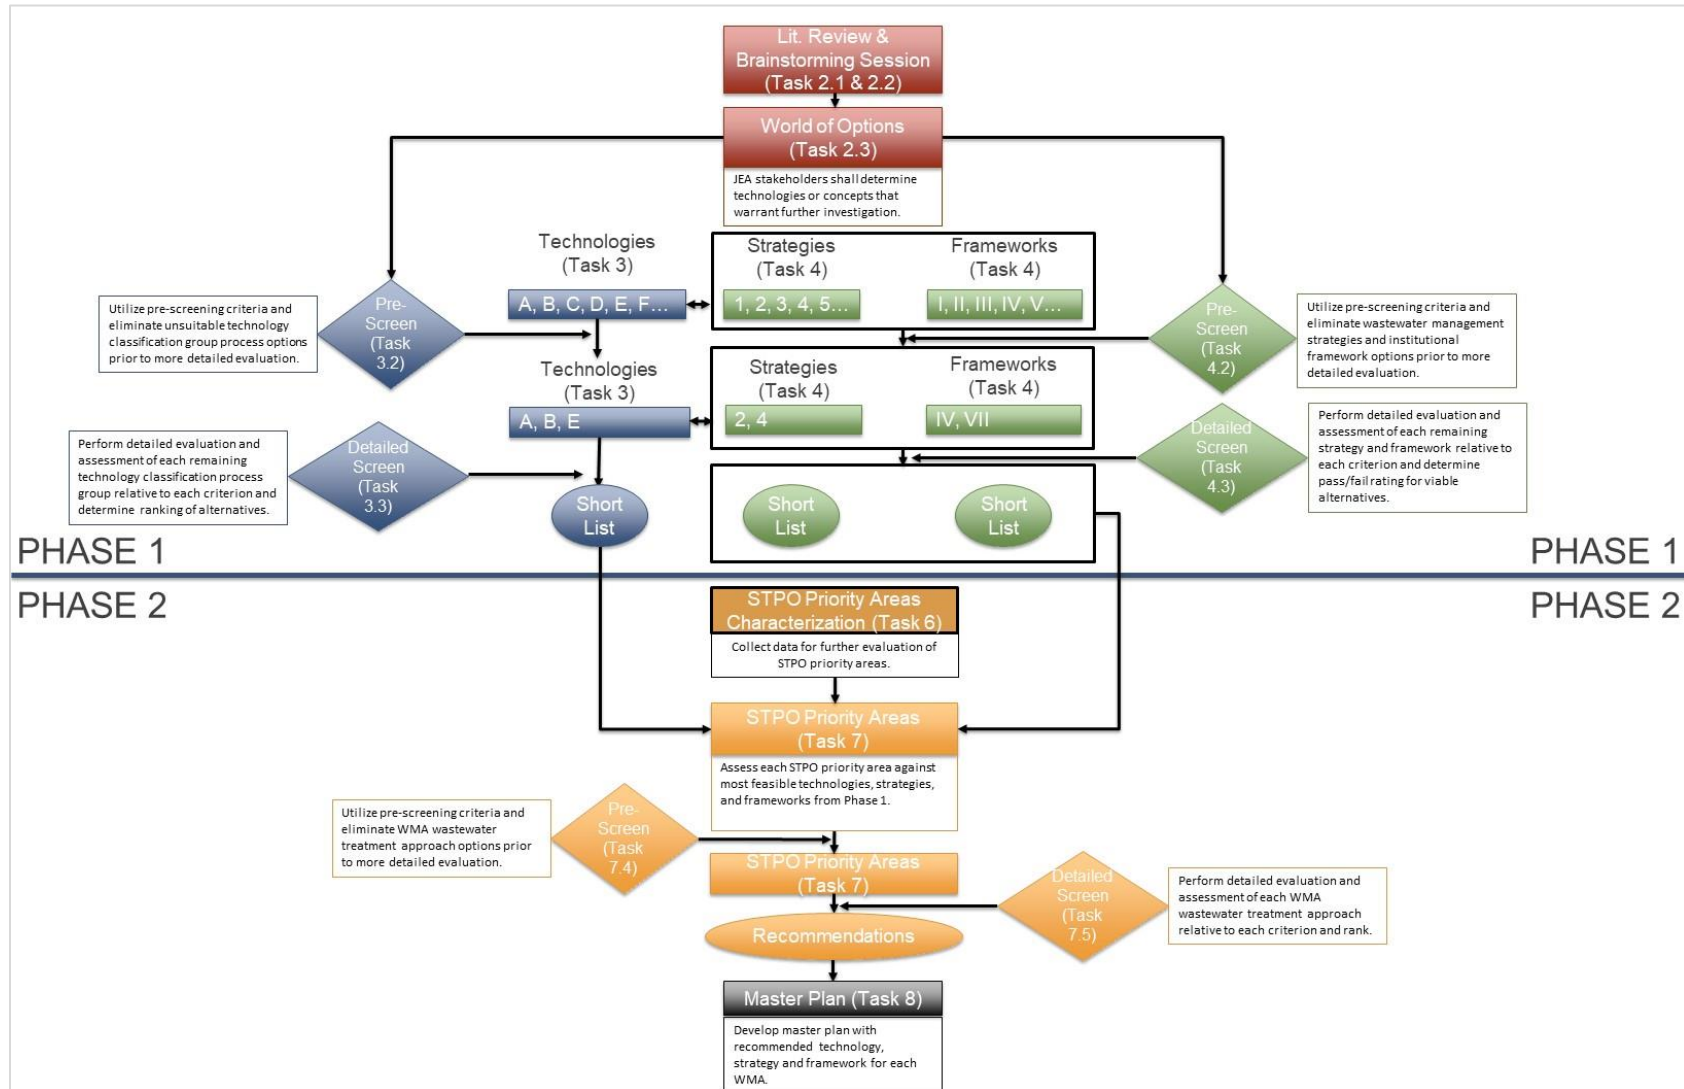 Lit. Review &
Brainstorming Session
(Task 2.1 & 2.2)
World of Options
(Task 2.3)
JEA stakeholders shall determine
technologies or concepts that
warrant further investigation.
Technologies
(Task 3)
Strategies
(Task 4)
Frameworks
(Task 4)
A, B, C, D, E, F...
1, 2, 3, 4, 5...
I, II, III, IV, V...
Utilize pre-screening criteria and
eliminate unsuitable technology
classification group process options
prior to more detailed evaluation.
Pre-
Screen
(Task
3.2)
Pre-
Screen
(Task
4.2)
Utilize pre-screening criteria and
eliminate wastewater management
strategies and institutional
framework options prior to more
detailed evaluation.
Technologies
(Task 3)
Strategies
(Task 4)
Frameworks
(Task 4)
A, B, E
2, 4
IV, VII
Perform detailed evaluation and
assessment of each remaining
technology classification process
group relative to each criterion and
determine ranking of alternatives.
Detailed
Screen
(Task
3.3)
Detailed
Screen
(Task
4.3)
Perform detailed evaluation and
assessment of each remaining
strategy and framework relative to
each criterion and determine
pass/fail rating for viable
alternatives.
Short
List
Short
List
Short
List
PHASE 1
PHASE 1
PHASE 2
PHASE 2
STPO Priority Areas
Characterization (Task 6)
Collect data for further evaluation of
STPO priority areas.
STPO Priority Areas
(Task 7)
Assess each STPO priority area against
most feasible technologies, strategies,
and frameworks from Phase 1.
Utilize pre-screening criteria and
eliminate WMA wastewater
treatment approach options prior
to more detailed evaluation.
Pre-
Screen
(Task
7.4)
STPO Priority Areas
(Task 7)
Detailed
Screen
(Task
7.5)
Perform detailed evaluation and
assessment of each WMA
wastewater treatment approach
relative to each criterion and rank.
Recommendations
Master Plan (Task 8)
Develop master plan with
recommended technology,
strategy and framework for each
WMA.